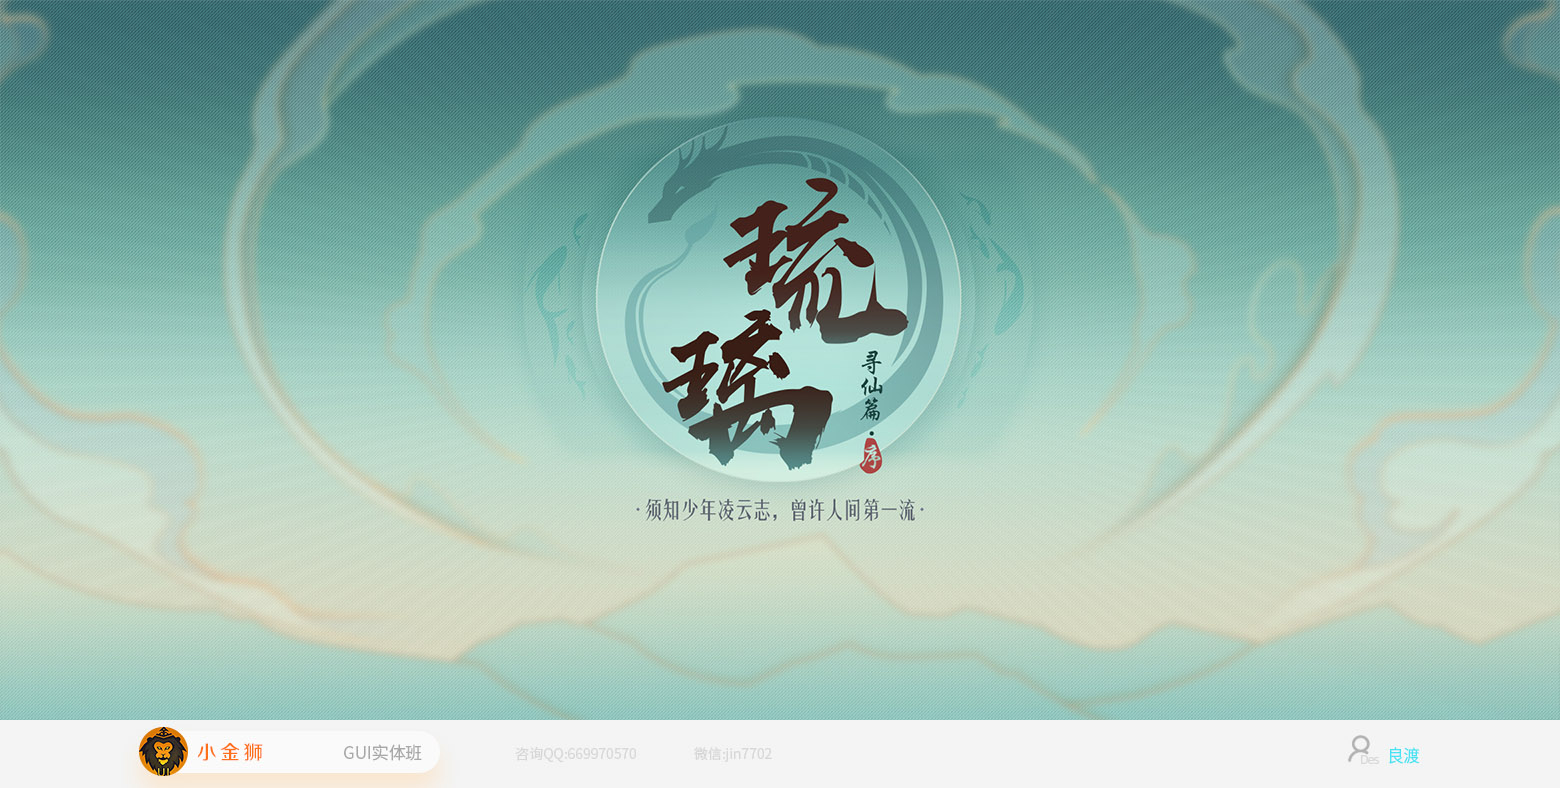 琉
璃
寻仙篇·序
·须知少年凌云志，曾许人间第一流·
小金狮
GUI实体班
咨询QQ:669970570
微信:jin7702
Des
良渡
UI